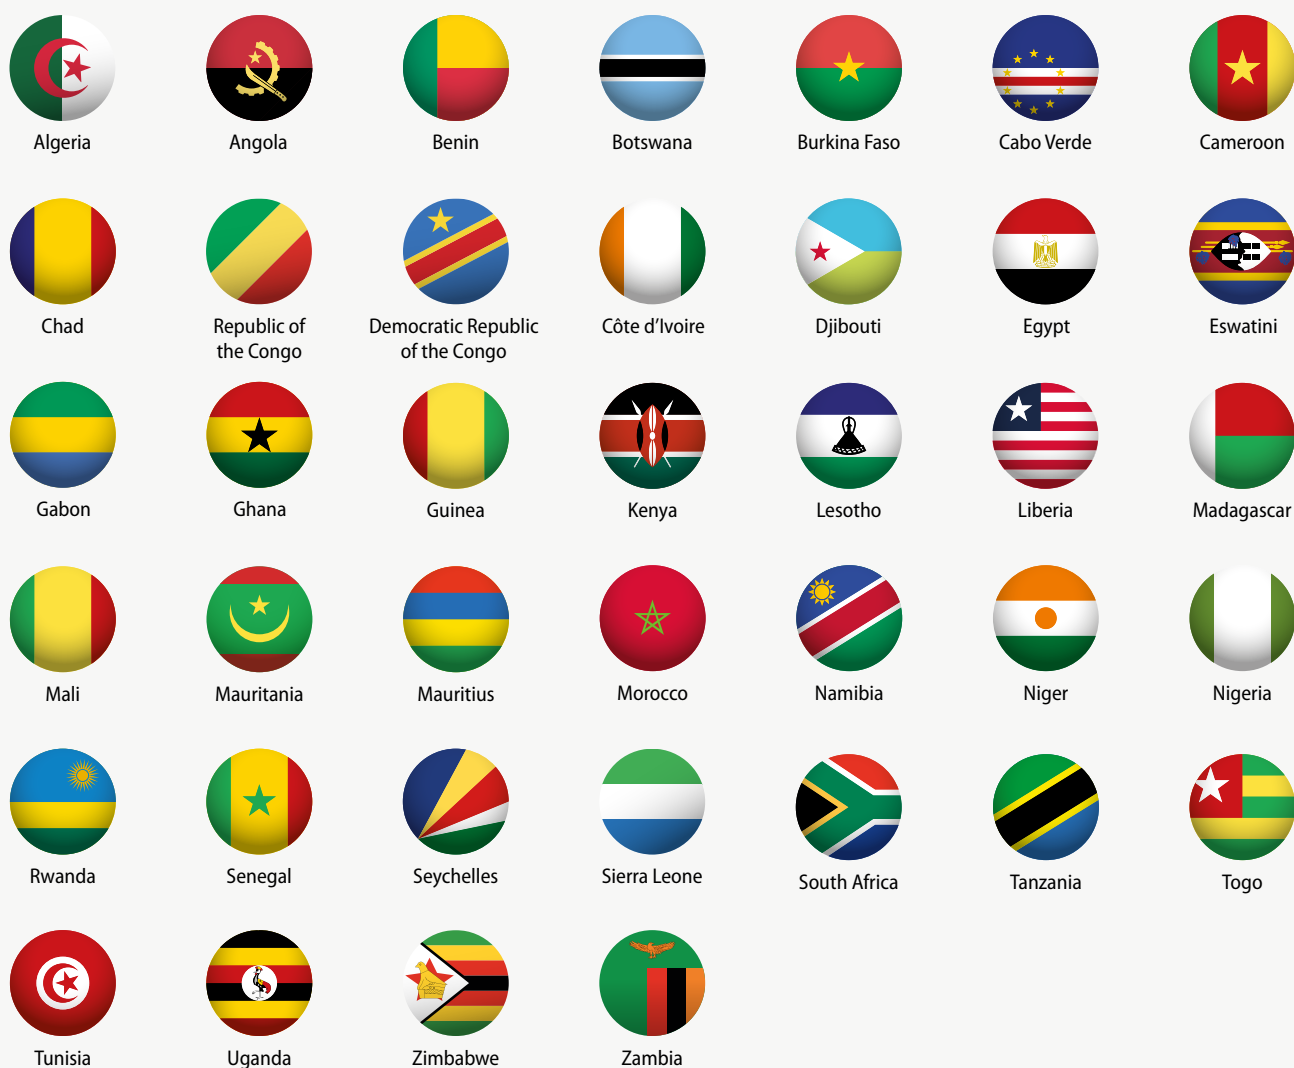 Algeria
Angola
Benin
Botswana
Burkina Faso
Cabo Verde
Cameroon
Chad
Republic of
the Congo
Democratic Republic
of the Congo
Côte d’Ivoire
Djibouti
Egypt
Eswatini
Gabon
Ghana
Guinea
Kenya
Lesotho
Liberia
Madagascar
Mali
Mauritania
Mauritius
Morocco
Namibia
Niger
Nigeria
Rwanda
Senegal
Seychelles
Sierra Leone
South Africa
Tanzania
Togo
Tunisia
Uganda
Zimbabwe
Zambia